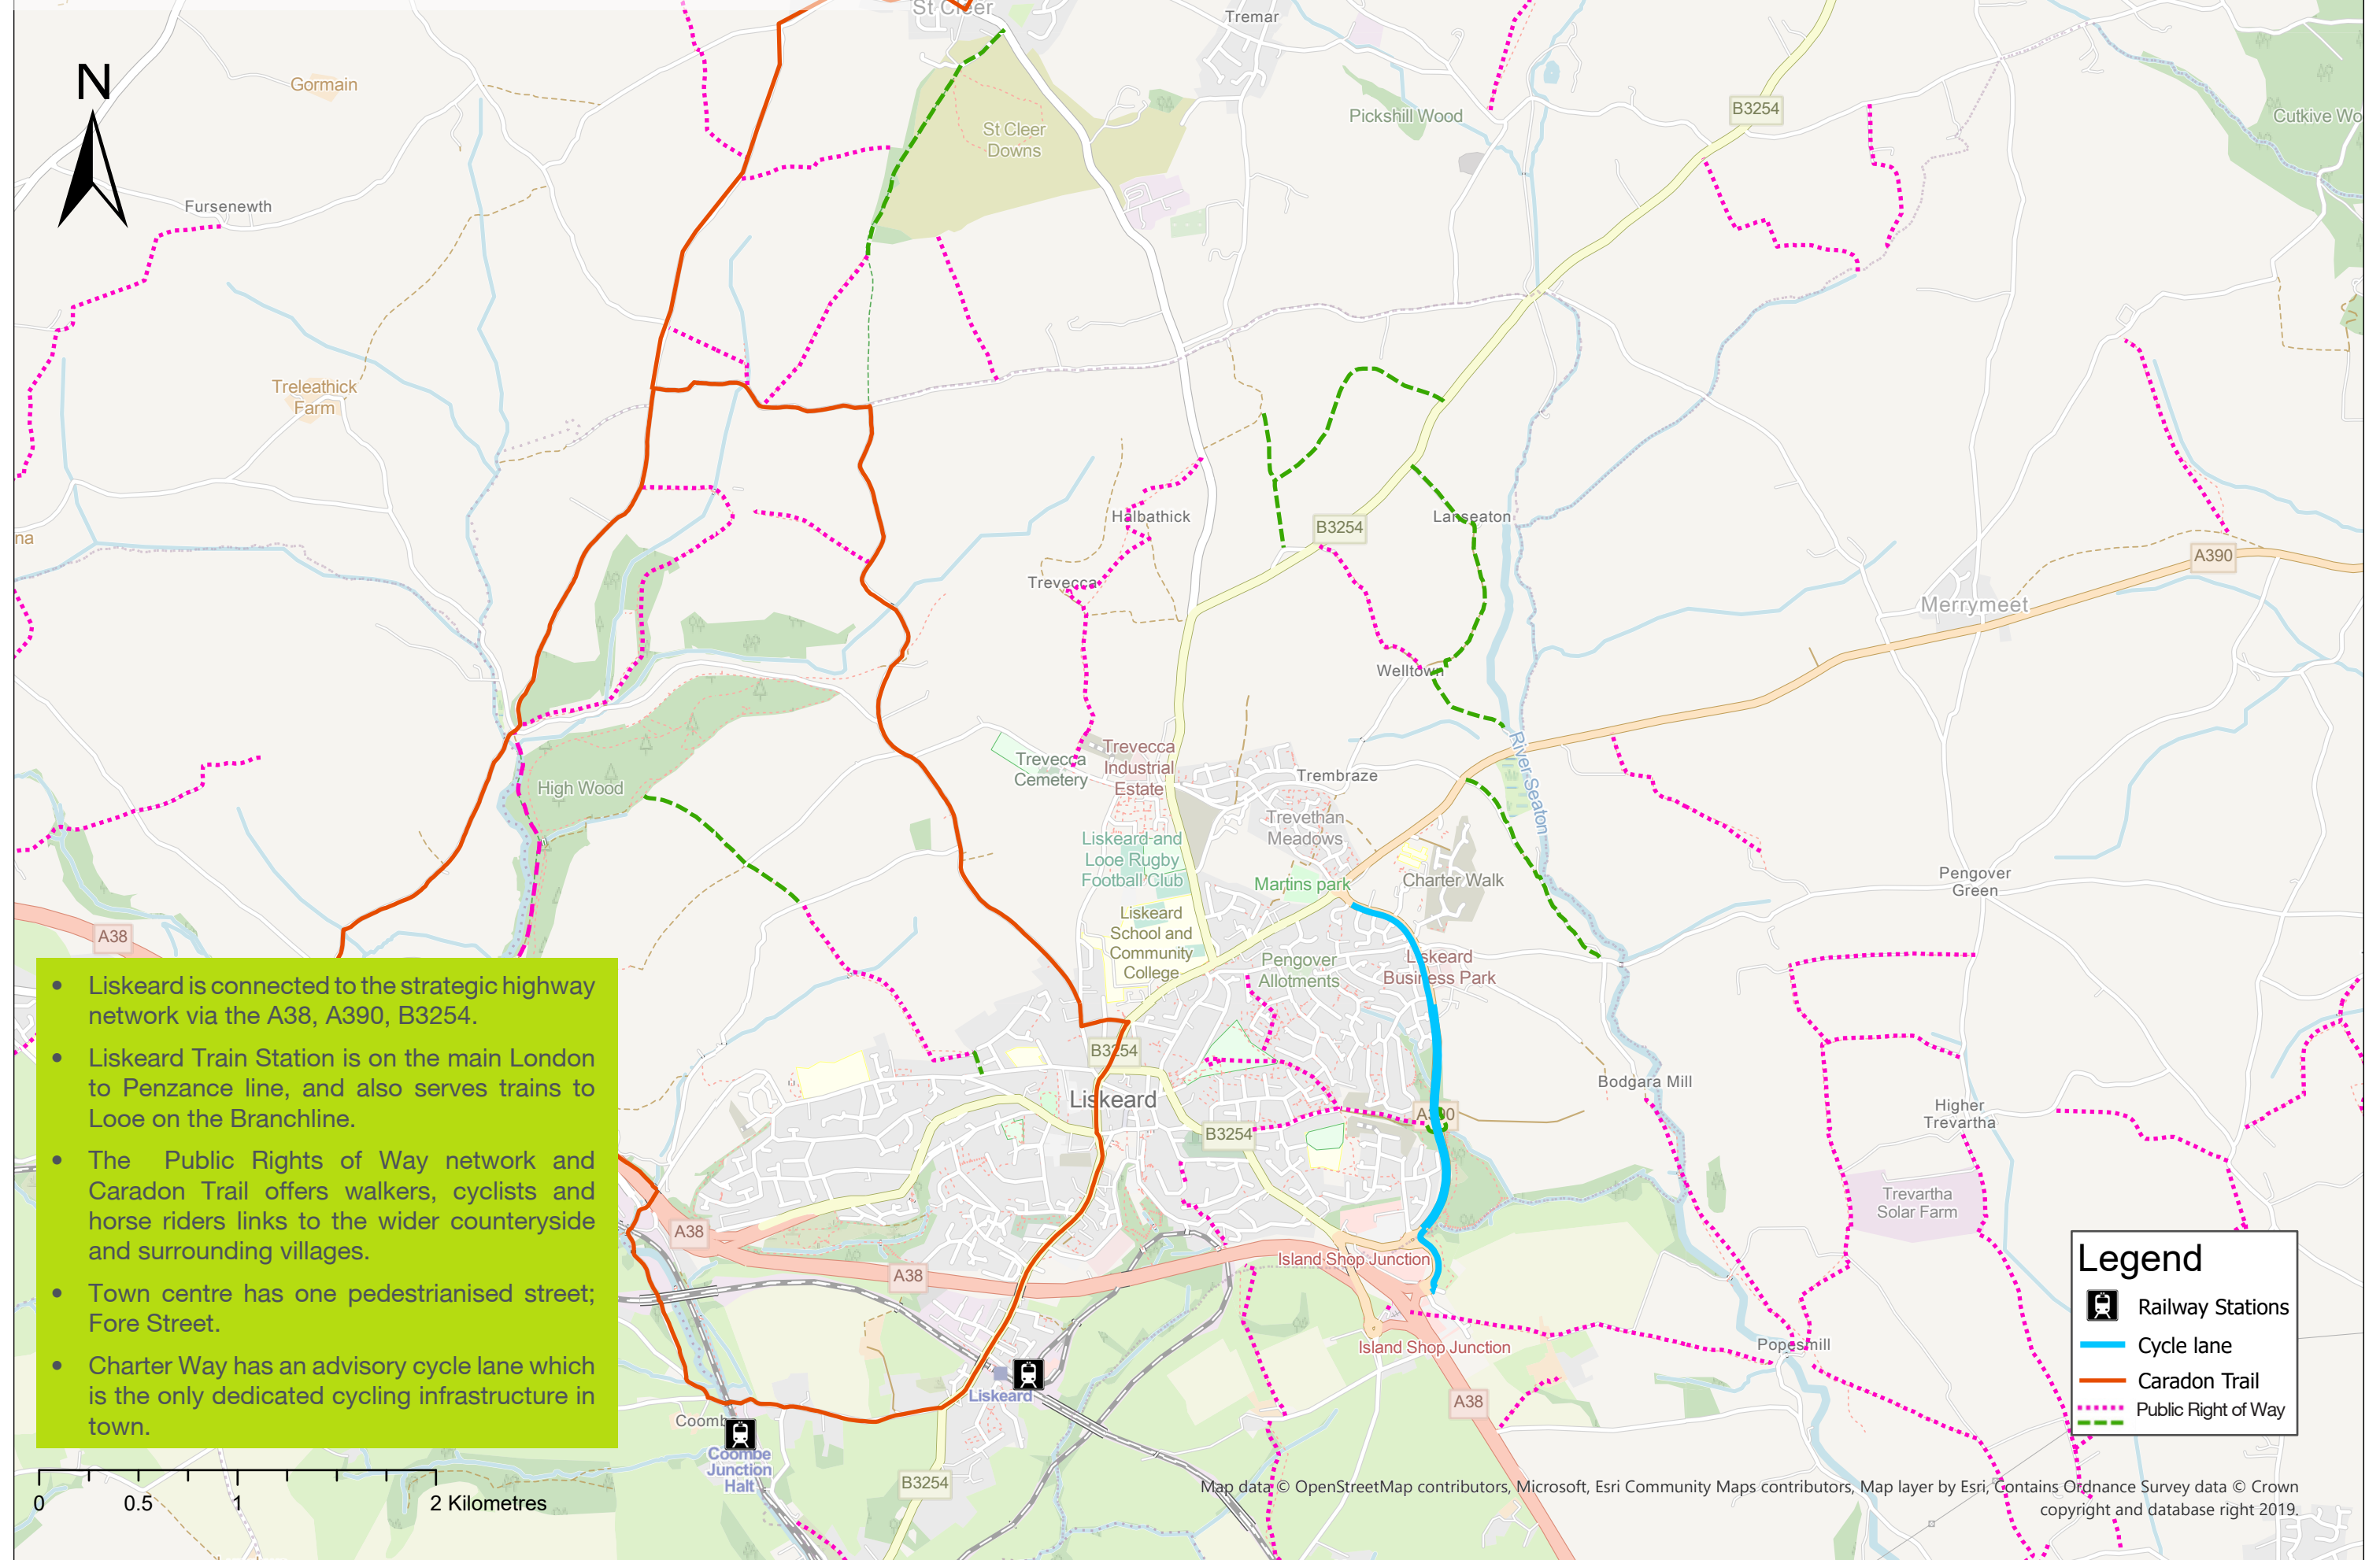 St Cleer
Tremar
N
Gormain
B3254
Pickshill Wood
Cutkive Wo
St Cleer
Downs
Fursenewth
Treleathick
Farm
Halbathick
Lanseaton
B3254
na
A390
Trevecca
Merrymeet
Welltown
River Seaton
Trevecca
Industrial
Estate
Trevecca
Cemetery
Trembraze
High Wood
Trevethan
Meadows
Liskeard and
Looe Rugby
Football Club
Martins park
Charter Walk
Pengover
Green
Liskeard
School and
Community
College
A38
Pengover
Allotments
Liskeard
Business Park
• Liskeard is connected to the strategic highway
network via the A38, A390, B3254.
• Liskeard Train Station is on the main London
to Penzance line, and also serves trains to
Looe on the Branchline.
• The Public Rights of Way network and
Caradon Trail offers walkers, cyclists and
horse riders links to the wider counteryside
and surrounding villages.
• Town centre has one pedestrianised street;
Fore Street.
• Charter Way has an advisory cycle lane which
is the only dedicated cycling infrastructure in
town.
B3254
Bodgara Mill
Liskeard
A390
Higher
Trevartha
B3254
Trevartha
Solar Farm
A38
Island Shop Junction
A38
Island Shop Junction
Popesmill
Liskeard
A38
Coombe
Coombe
Junction
Halt
B3254
Legend
Railway Stations
Cycle lane
Caradon Trail
Public Right of Way
0 0.5 1 2 Kilometres
Map data © OpenStreetMap contributors, Microsoft, Esri Community Maps contributors, Map layer by Esri, Contains Ordnance Survey data © Crown
copyright and database right 2019.